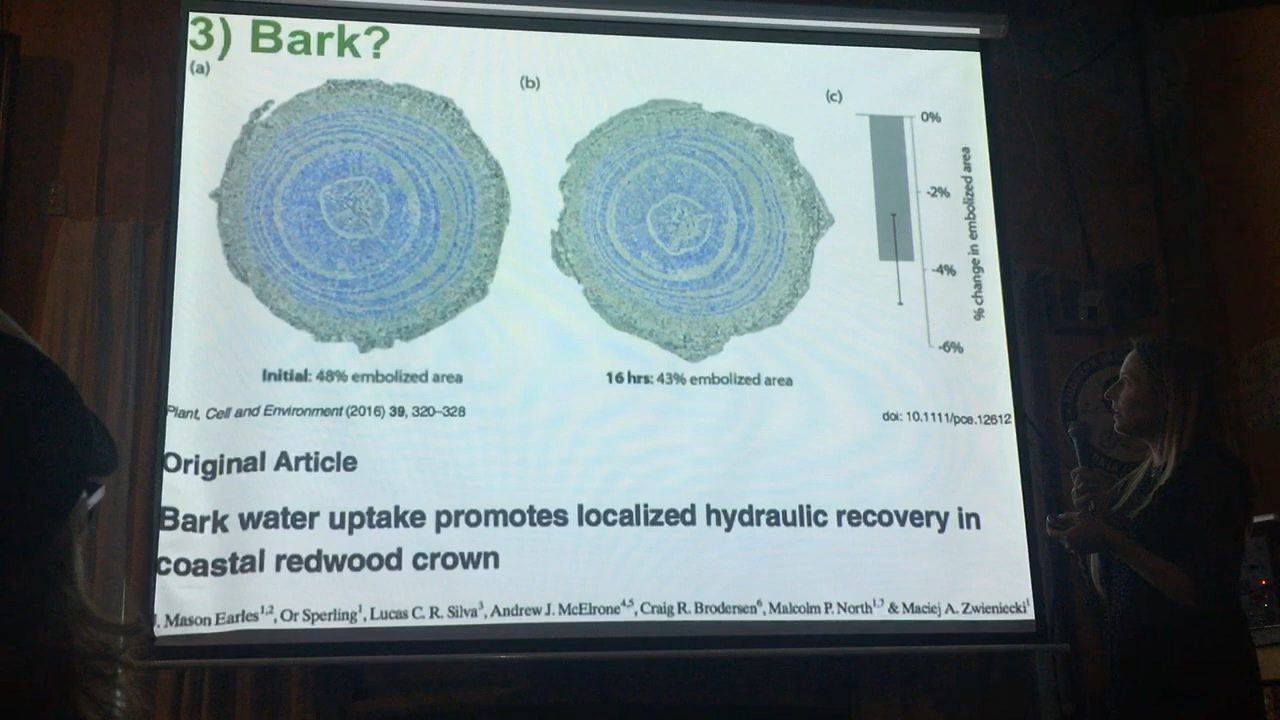 3) Bark?
(a)
(b)
(c)
0%
-2%
-4%
-6%
% change in embolized area
Initial: 48% embolized area
16 hrs: 43% embolized area
Plant, Cell and Environment (2016) 39, 320–328
doi: 10.1111/pce.12612
Original Article
Bark water uptake promotes localized hydraulic recovery in
coastal redwood crown
J. Mason Earles1,2, Or Sperling1, Lucas C. R. Silva3, Andrew J. McElrone4,5, Craig R. Brodersen6, Malcolm P. North1,7 & Maciej A. Zwieniecki1